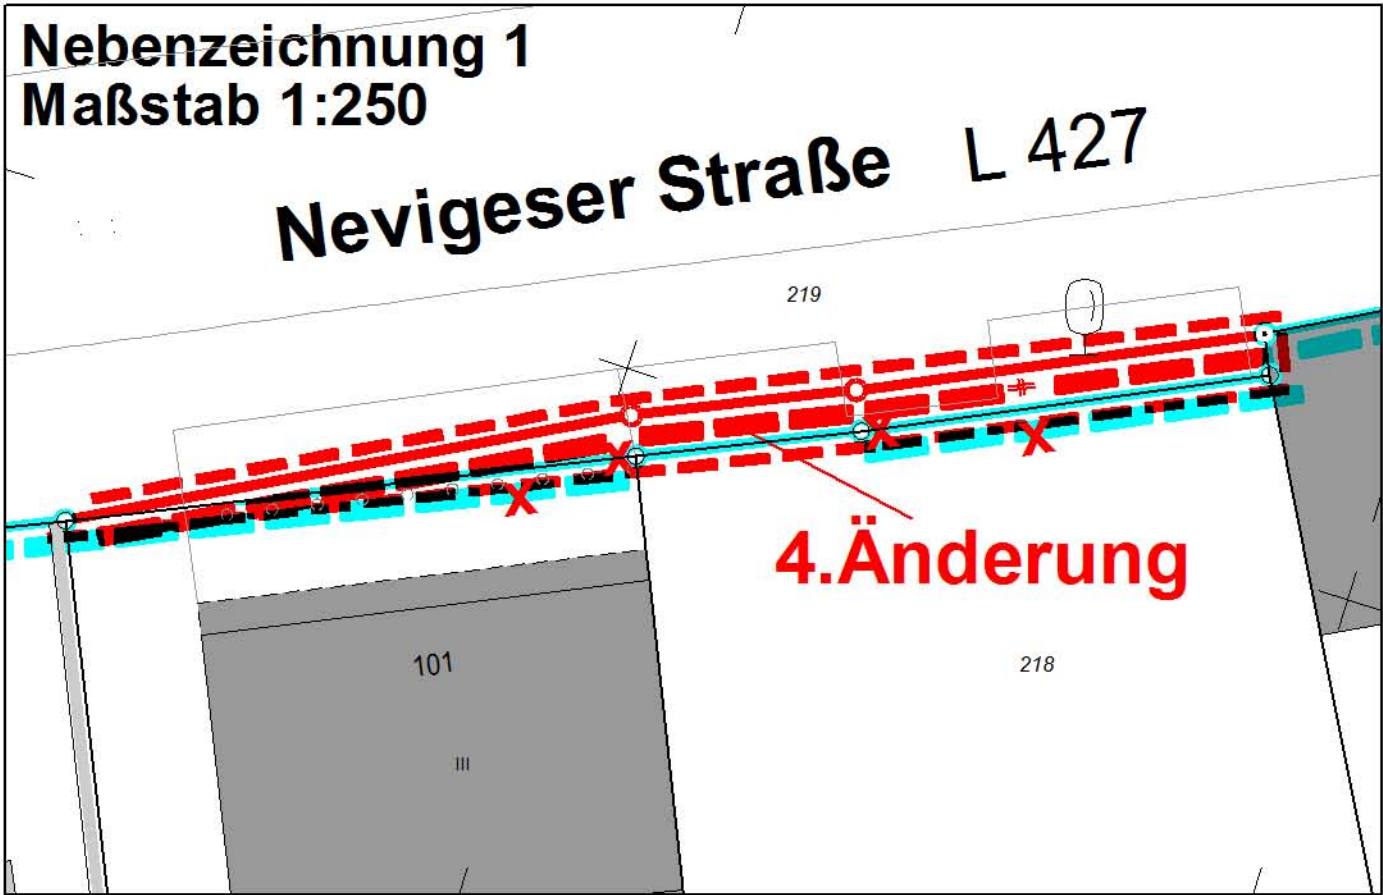 Nebenzeichnung 1
Maßstab 1:250
Nevigeser Straße L 427
219
4.Änderung
101
218
III